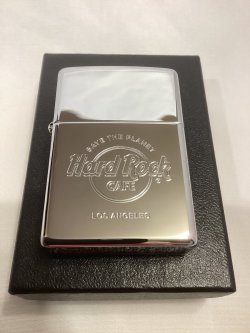 SAVE THE PLANET
Hard Rock
CAFE
LOS ANGELES